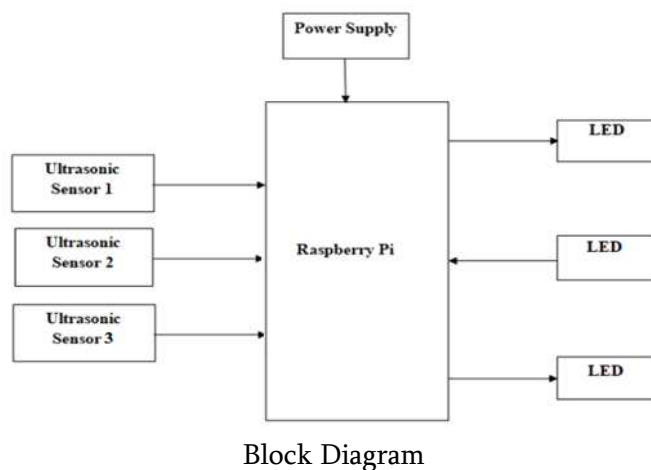 Power Supply
LED
Ultrasonic
Sensor 1
Ultrasonic
Sensor 2
Raspberry Pi
LED
Ultrasonic
Sensor 3
LED
Block Diagram